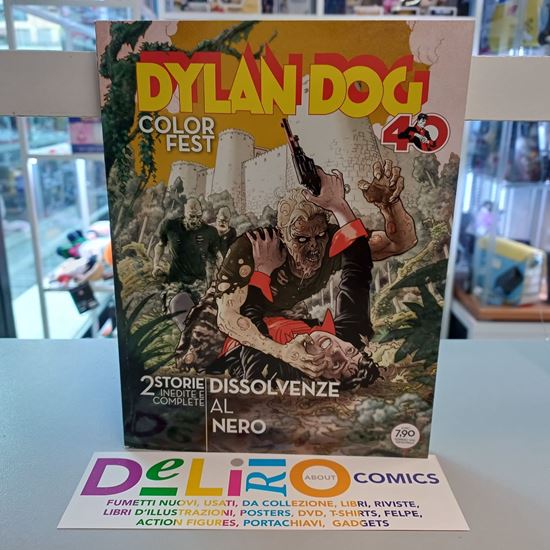 DYLAN DOG
COLOR
FEST
40
2 STORIE
INEDITE E
COMPLETE
DISSOLVENZE
AL
NERO
7,90
DeLiRiO
ABOUT
COMICS
FUMETTI NUOVI, USATI, DA COLLEZIONE, LIBRI, RIVISTE,
LIBRI D'ILLUSTRAZIONI, POSTERS, DVD, T-SHIRTS, FELPE,
ACTION FIGURES, PORTACHIAVI, GADGETS